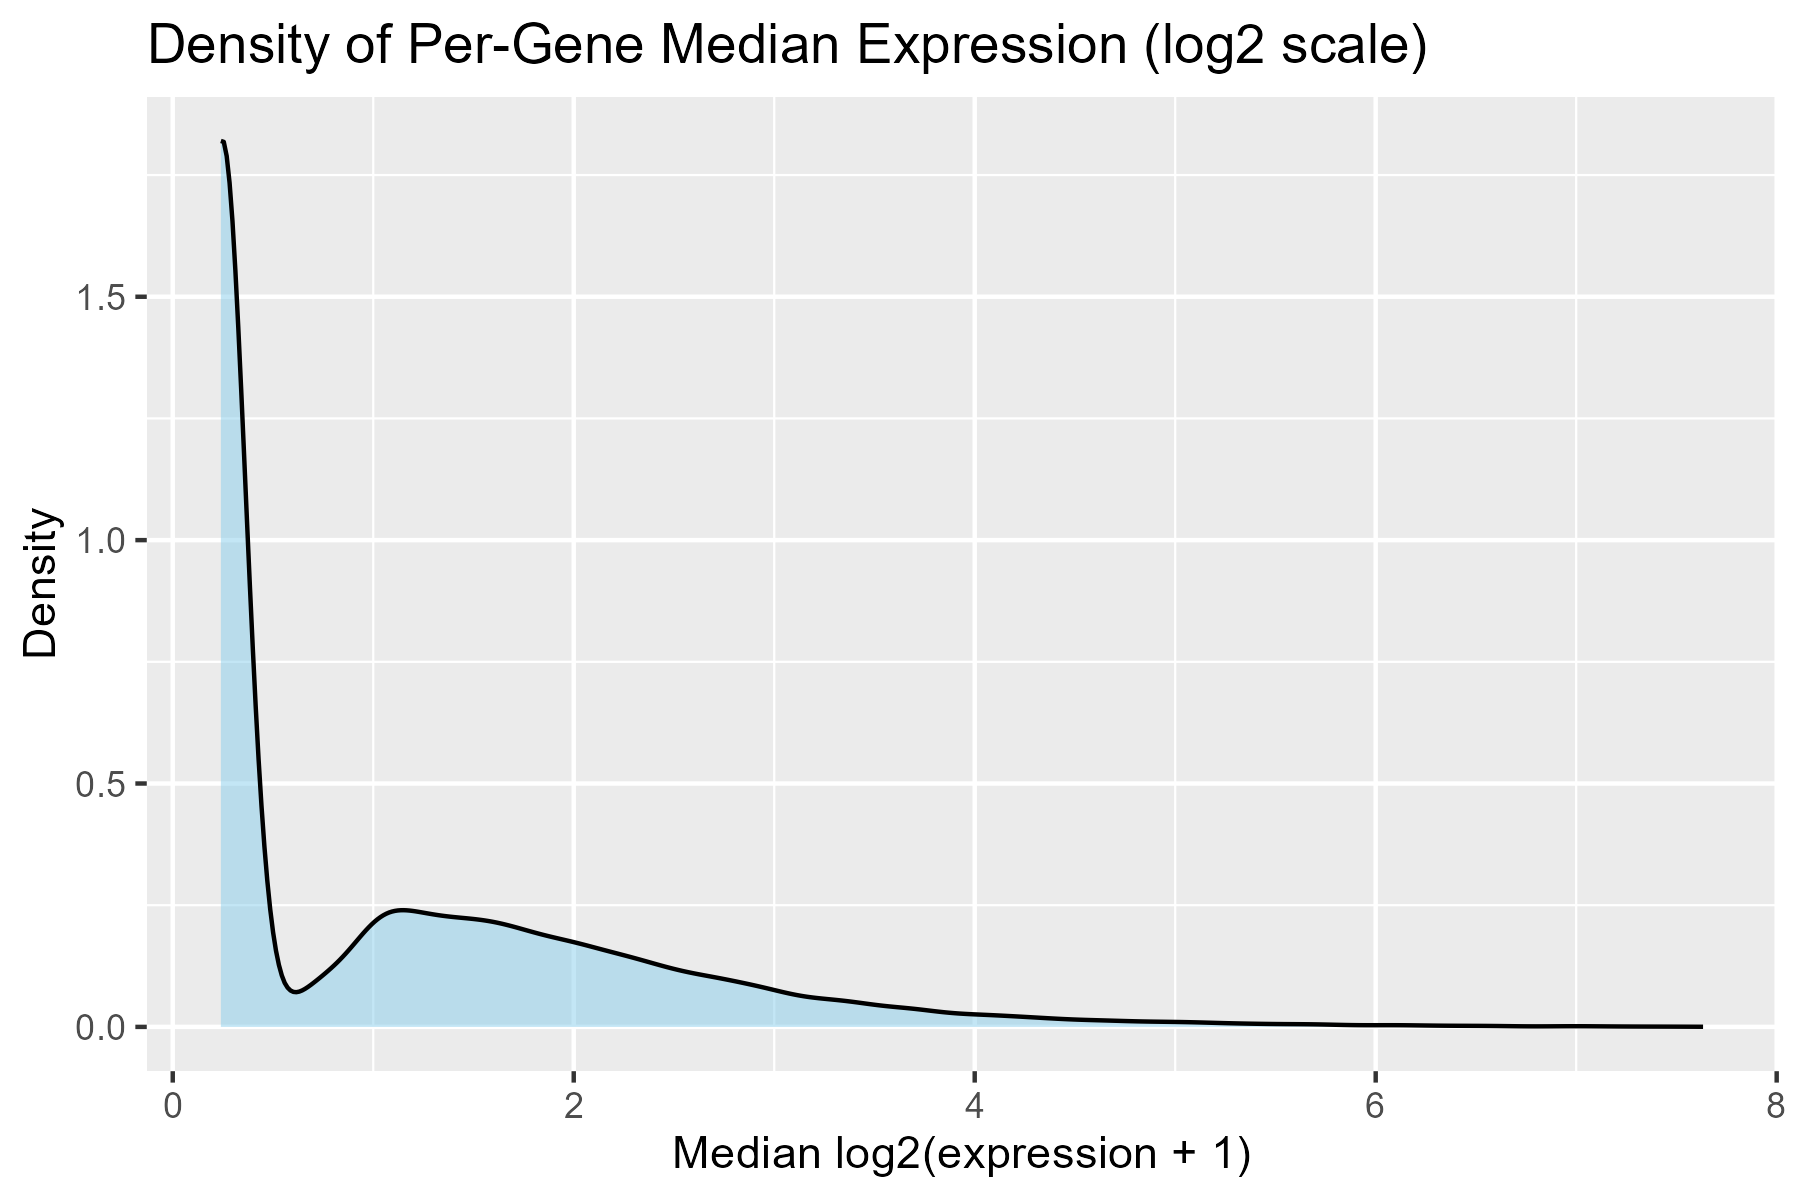 Density of Per-Gene Median Expression (log2 scale)
Density
1.5
1.0
0.5
0.0
0 2 4 6 8
Median log2(expression + 1)